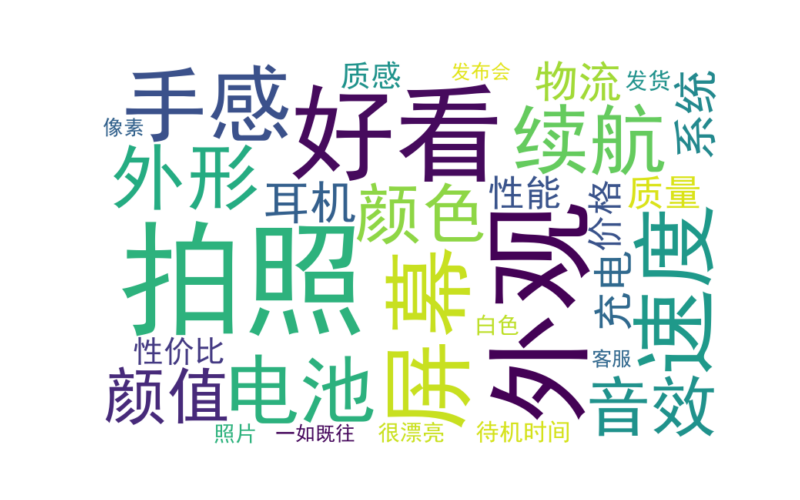 质感
发布会
物流
发货
系统
手感
好看
续航
像素
外形
耳机
颜色
性能
价格
质量
拍照
屏幕
外观
充电
速度
白色
性价比
客服
颜值
电池
音效
照片
一如既往
很漂亮
待机时间